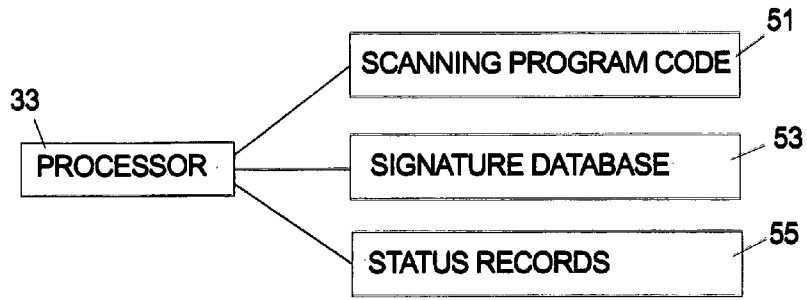 51
SCANNING PROGRAM CODE
33
PROCESSOR
53
SIGNATURE DATABASE
55
STATUS RECORDS